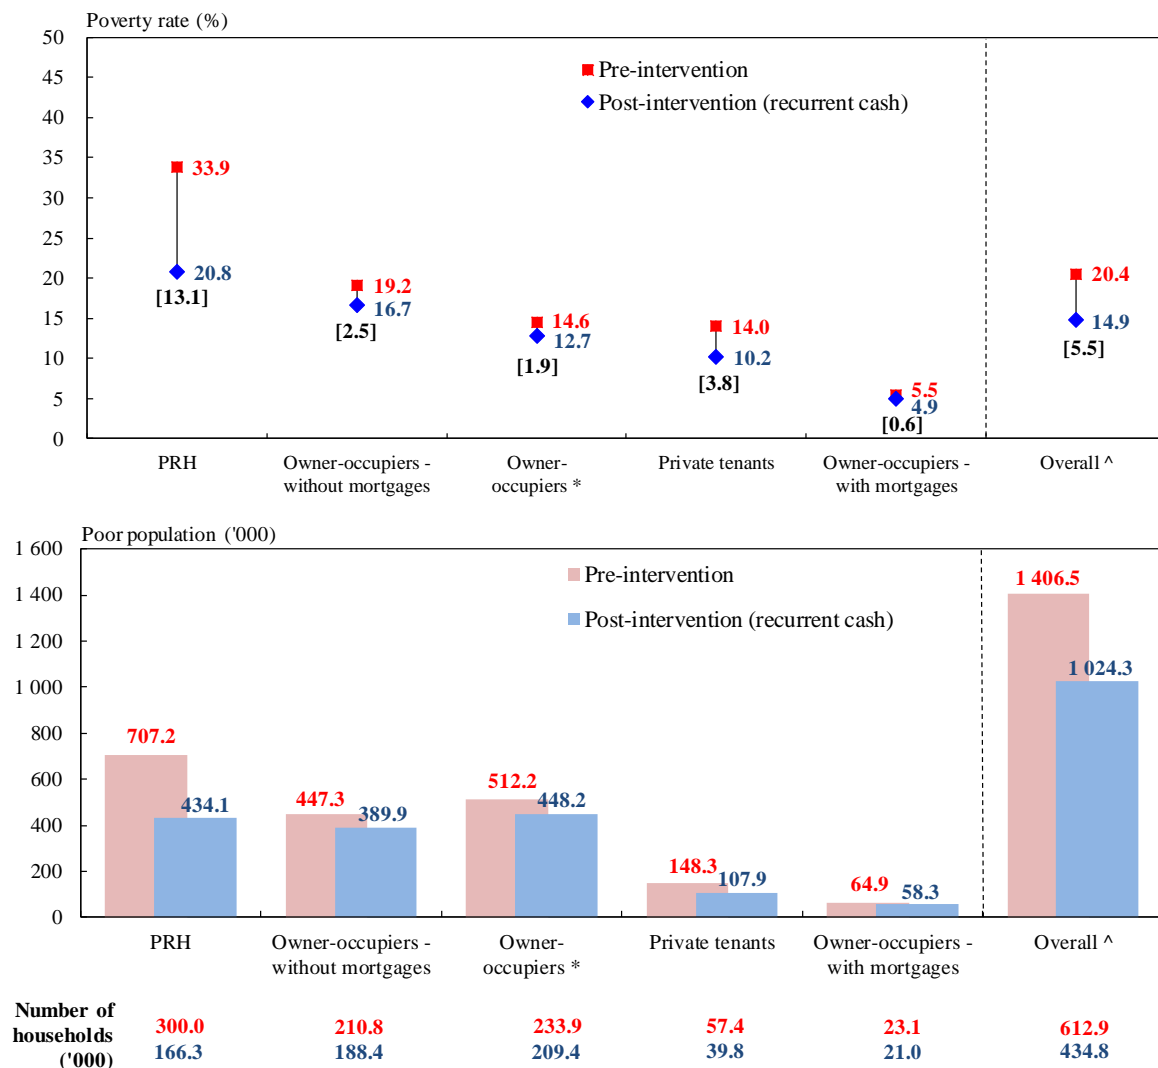 Poverty rate (%)
50
45
40
35
30
25
20
15
10
5
0
Pre-intervention
Post-intervention (recurrent cash)
33.9
20.8
[13.1]
19.2
16.7
[2.5]
14.6
12.7
[1.9]
14.0
10.2
[3.8]
5.5
4.9
[0.6]
20.4
14.9
[5.5]
PRH
Owner-occupiers -
without mortgages
Owner-
occupiers *
Private tenants
Owner-occupiers -
with mortgages
Overall ^
Poor population ('000)
1 600
1 400
1 200
1 000
800
600
400
200
0
Pre-intervention
Post-intervention (recurrent cash)
707.2
434.1
447.3
389.9
512.2
448.2
148.3
107.9
64.9
58.3
1 406.5
1 024.3
PRH
Owner-occupiers -
without mortgages
Owner-
occupiers *
Private tenants
Owner-occupiers -
with mortgages
Overall ^
Number of
households
('000)
300.0 210.8 233.9 57.4 23.1 612.9
166.3 188.4 209.4 39.8 21.0 434.8